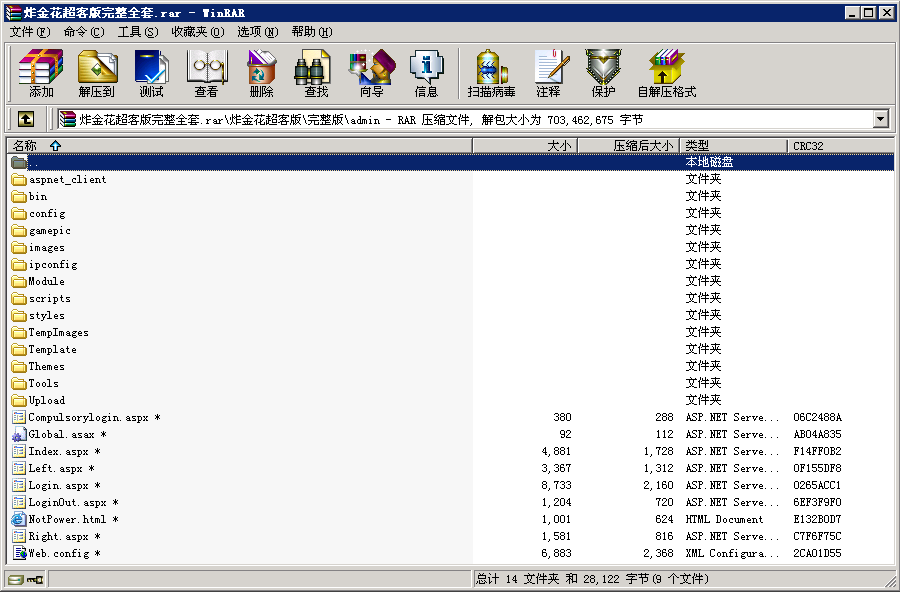 炸金花超客版完整全套.rar - WinRAR
文件(F) 命令(C) 工具(S) 收藏夹(O) 选项(N) 帮助(H)
添加 解压到 测试 查看 删除 查找 向导 信息 扫描病毒 注释 保护 自解压格式
炸金花超客版完整全套.rar\炸金花超客版\完整版\admin - RAR 压缩文件, 解包大小为 703,462,675 字节
名称 大小 压缩后大小 类型 CRC32
.. 本地磁盘
aspnet_client 文件夹
bin 文件夹
config 文件夹
gamepic 文件夹
images 文件夹
ipconfig 文件夹
Module 文件夹
scripts 文件夹
styles 文件夹
TempImages 文件夹
Template 文件夹
Themes 文件夹
Tools 文件夹
Upload 文件夹
Compulsorylogin.aspx * 380 288 ASP.NET Serve... 06C2488A
Global.asax * 92 112 ASP.NET Serve... AB04A835
Index.aspx * 4,881 1,728 ASP.NET Serve... F14FF0B2
Left.aspx * 3,367 1,312 ASP.NET Serve... 0F155DF8
Login.aspx * 8,733 2,160 ASP.NET Serve... 0265ACC1
LoginOut.aspx * 1,204 720 ASP.NET Serve... 6EF3F9F0
NotPower.html * 1,001 624 HTML Document E132B0D7
Right.aspx * 1,581 816 ASP.NET Serve... C7F6F75C
Web.config * 6,883 2,368 XML Configura... 2CA01D55
总计 14 文件夹 和 28,122 字节(9 个文件)